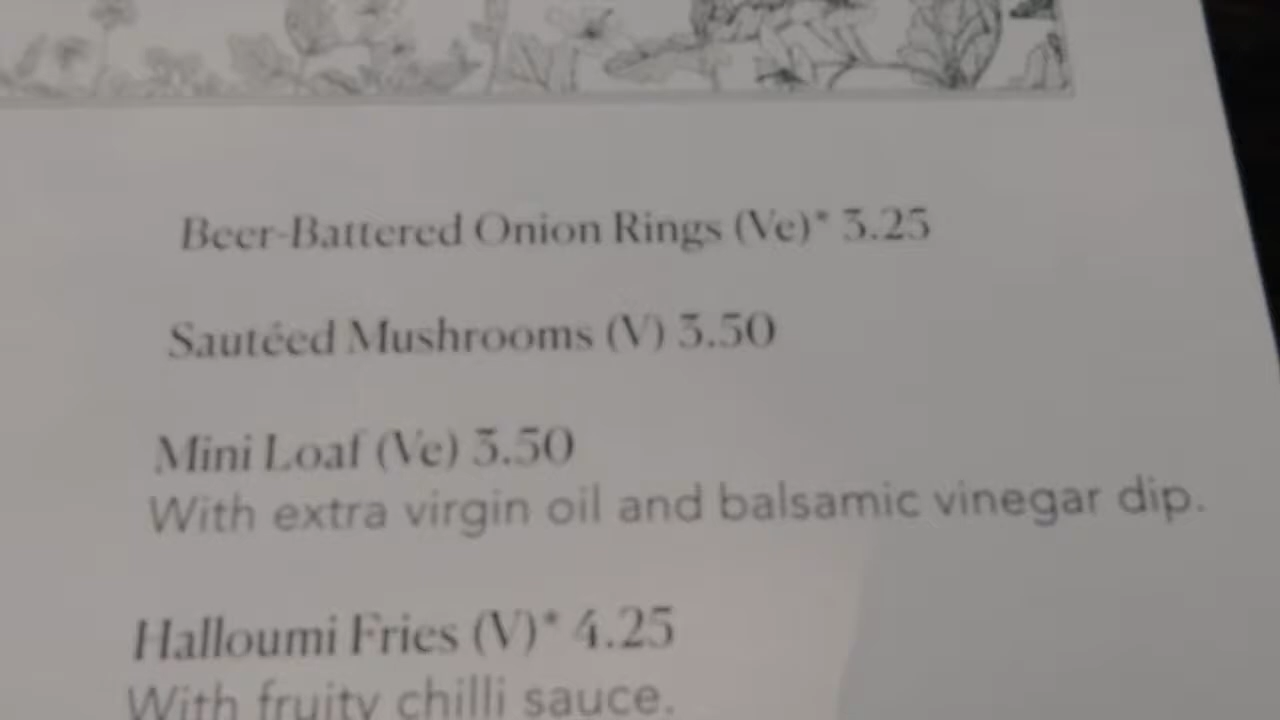 Beer-Battered Onion Rings (Ve)* 3.25
Sautéed Mushrooms (V) 3.50
Mini Loaf (Ve) 3.50
With extra virgin oil and balsamic vinegar dip.
Halloumi Fries (V)* 4.25
With fruity chilli sauce.